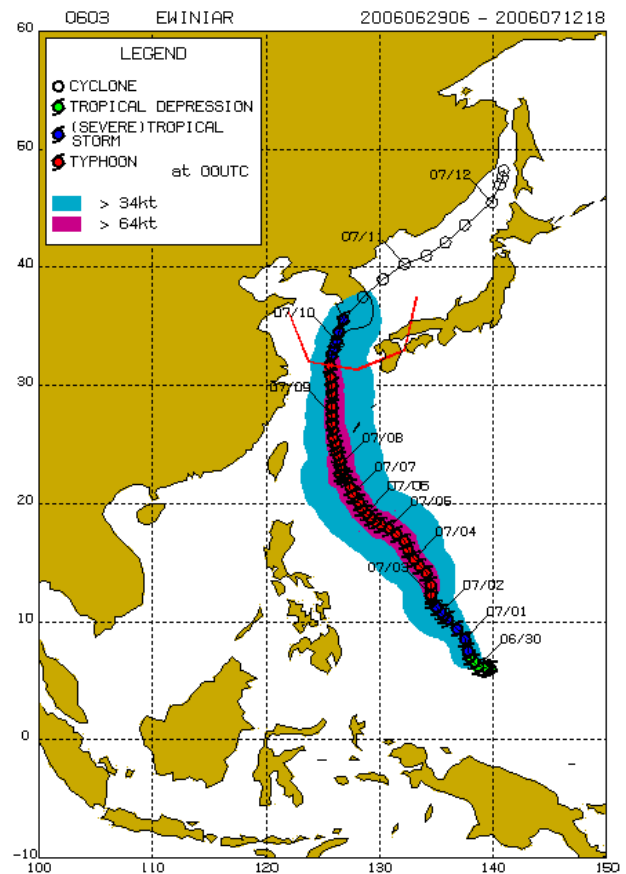 0603 EWINIAR 2006062906 - 2006071218
60
LEGEND
CYCLONE
TROPICAL DEPRESSION
(SEVERE)TROPICAL
STORM
TYPHOON
at 00UTC
> 34kt
> 64kt
60
07/12
07/11
40
07/10
30
07/09
07/08
07/07
07/06
07/05
20
07/04
07/03
07/02
10
07/01
06/30
0
-10
100 110 120 130 140 150